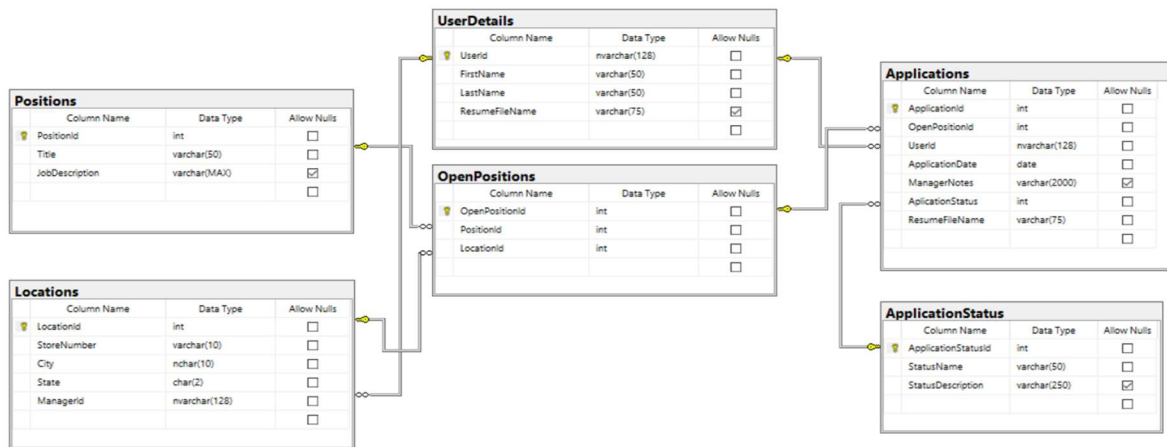 UserDetails
Column Name Data Type Allow Nulls
UserId nvarchar(128)
FirstName varchar(50)
LastName varchar(50)
ResumeFileName varchar(75)
Positions
Column Name Data Type Allow Nulls
PositionId int
Title varchar(50)
JobDescription varchar(MAX)
OpenPositions
Column Name Data Type Allow Nulls
OpenPositionId int
PositionId int
LocationId int
Locations
Column Name Data Type Allow Nulls
LocationId int
StoreNumber varchar(10)
City nchar(10)
State char(2)
ManagerId nvarchar(128)
Applications
Column Name Data Type Allow Nulls
ApplicationId int
OpenPositionId int
UserId nvarchar(128)
ApplicationDate date
ManagerNotes varchar(2000)
AplicationStatus int
ResumeFileName varchar(75)
ApplicationStatus
Column Name Data Type Allow Nulls
ApplicationStatusId int
StatusName varchar(50)
StatusDescription varchar(250)